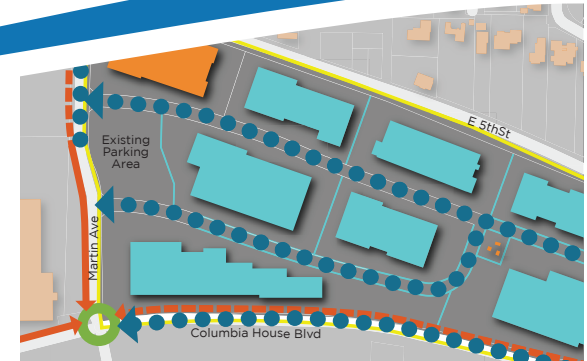 E 5thSt
Existing
Parking
Area
Martin Ave
Columbia House Blvd